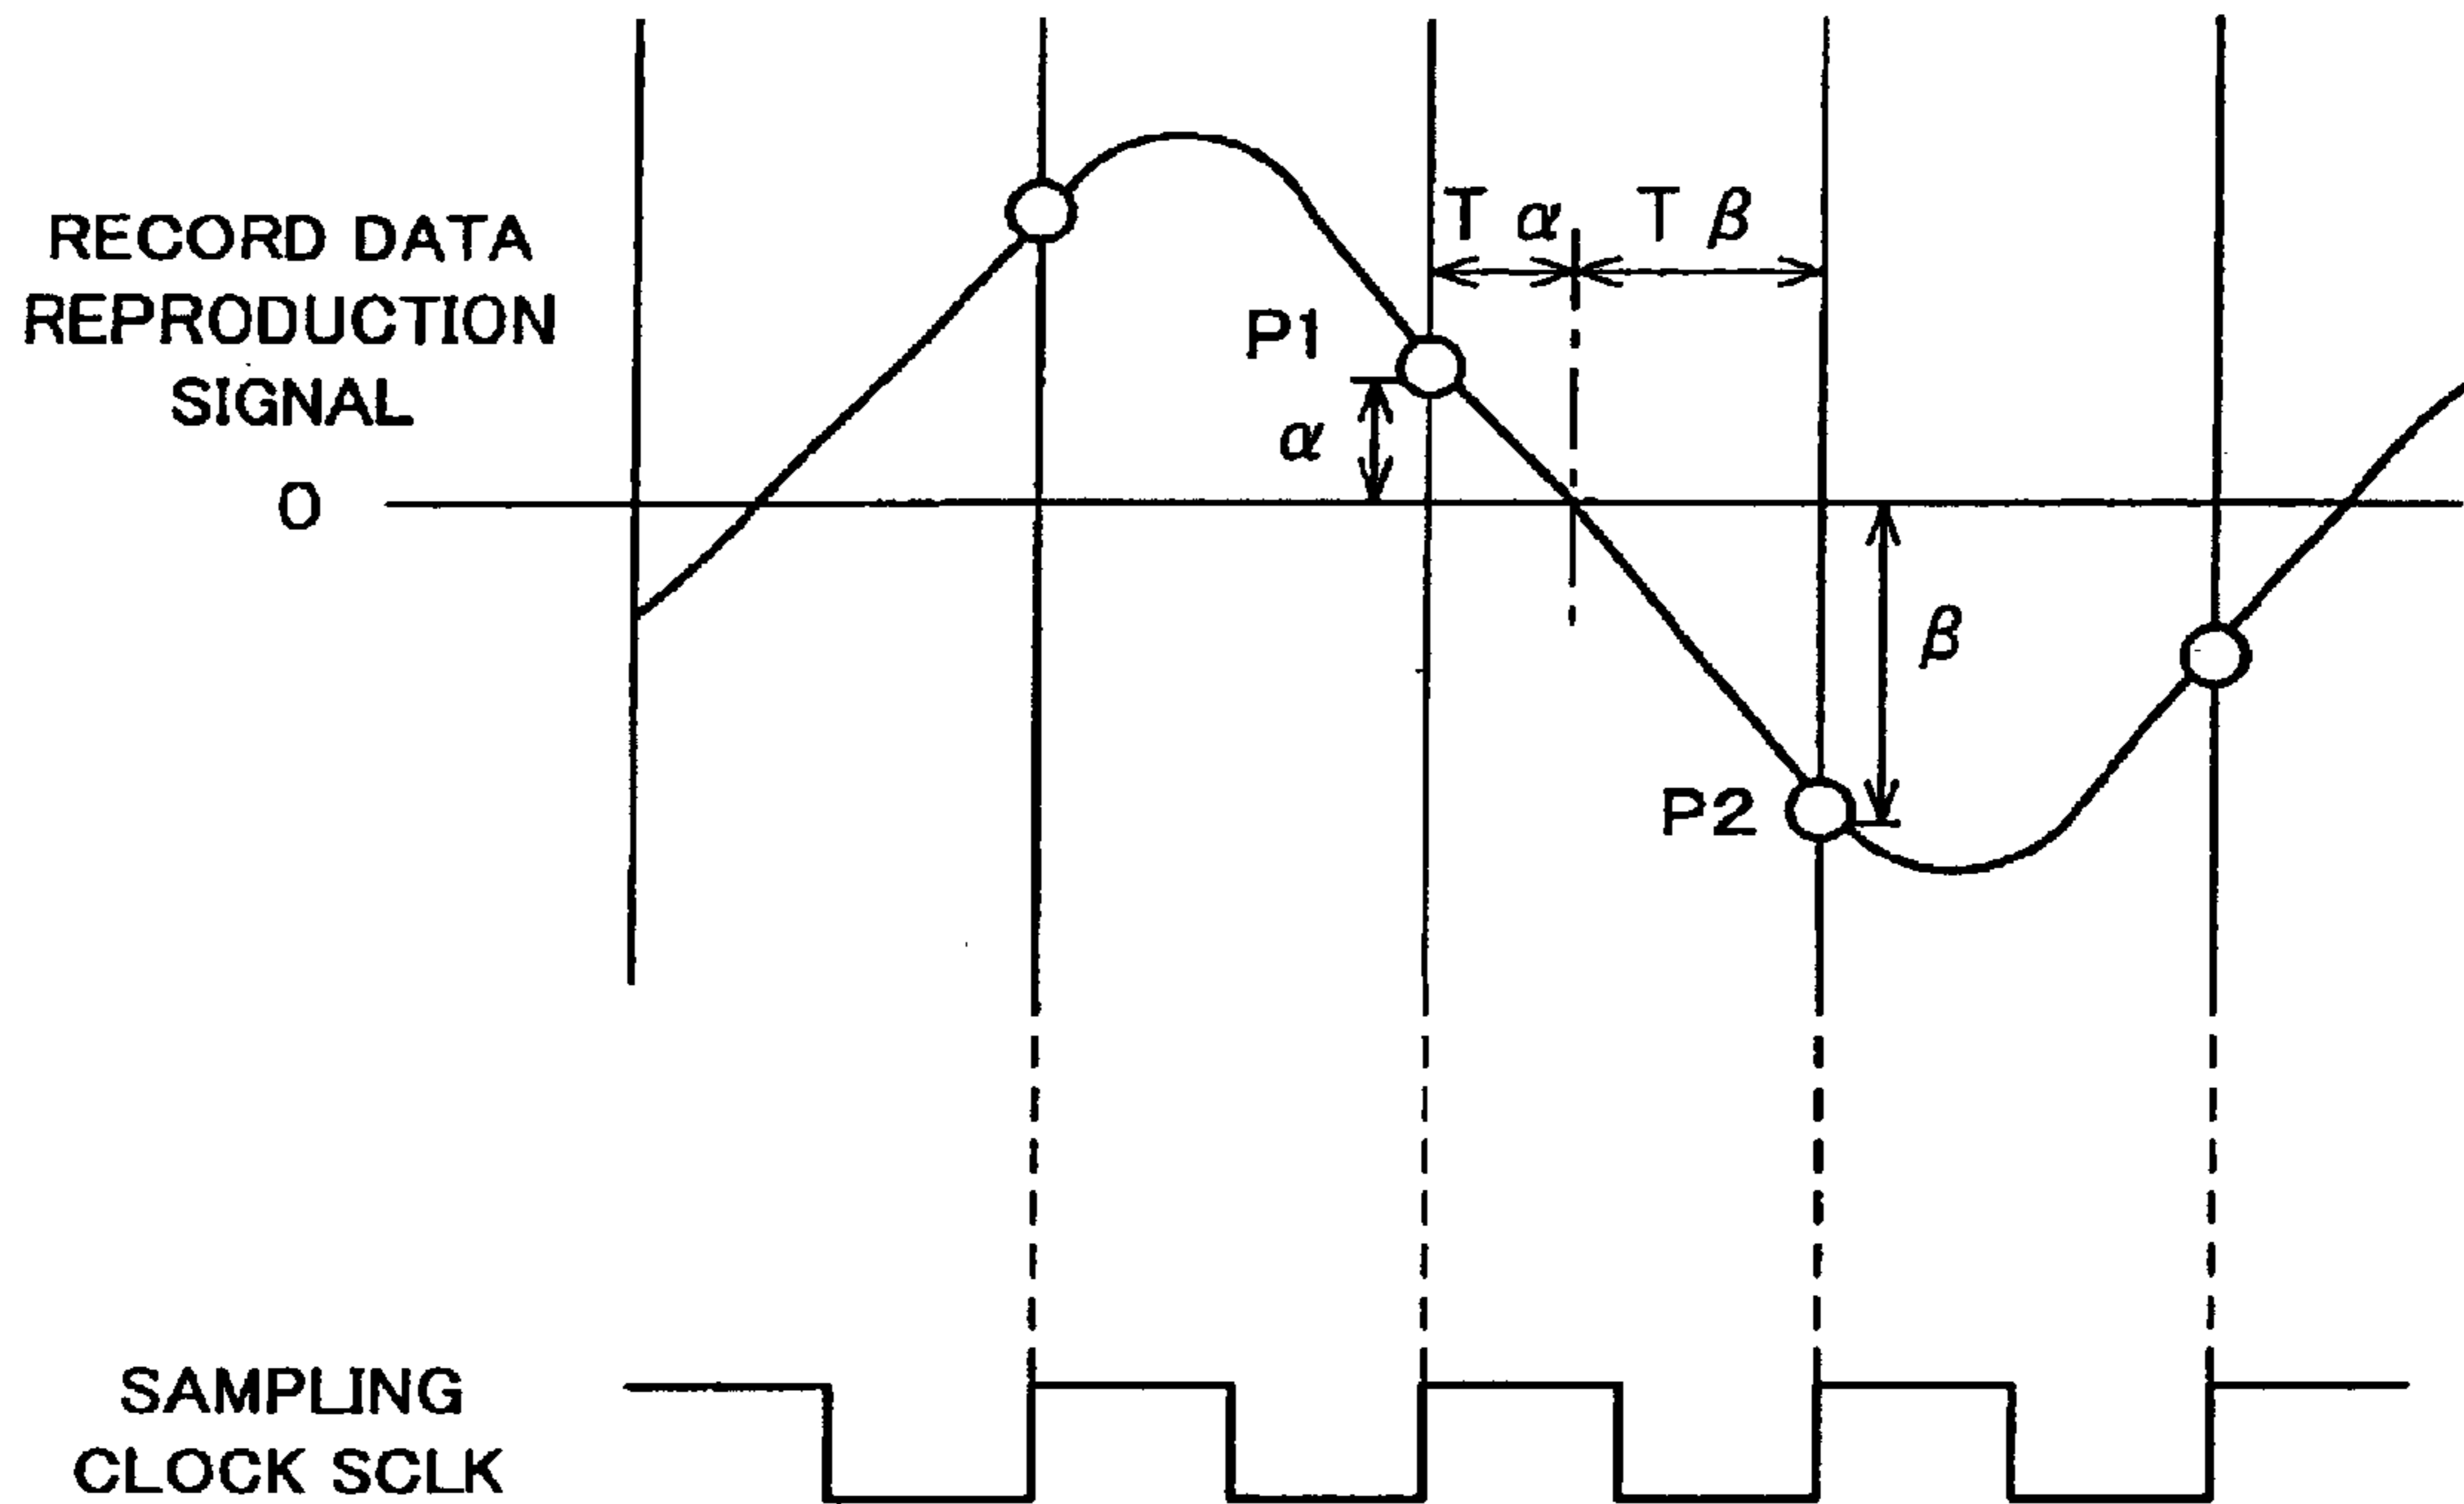 RECORD DATA
REPRODUCTION
SIGNAL
0
T α
T β
P1
α
β
P2
SAMPLING
CLOCK SCLK